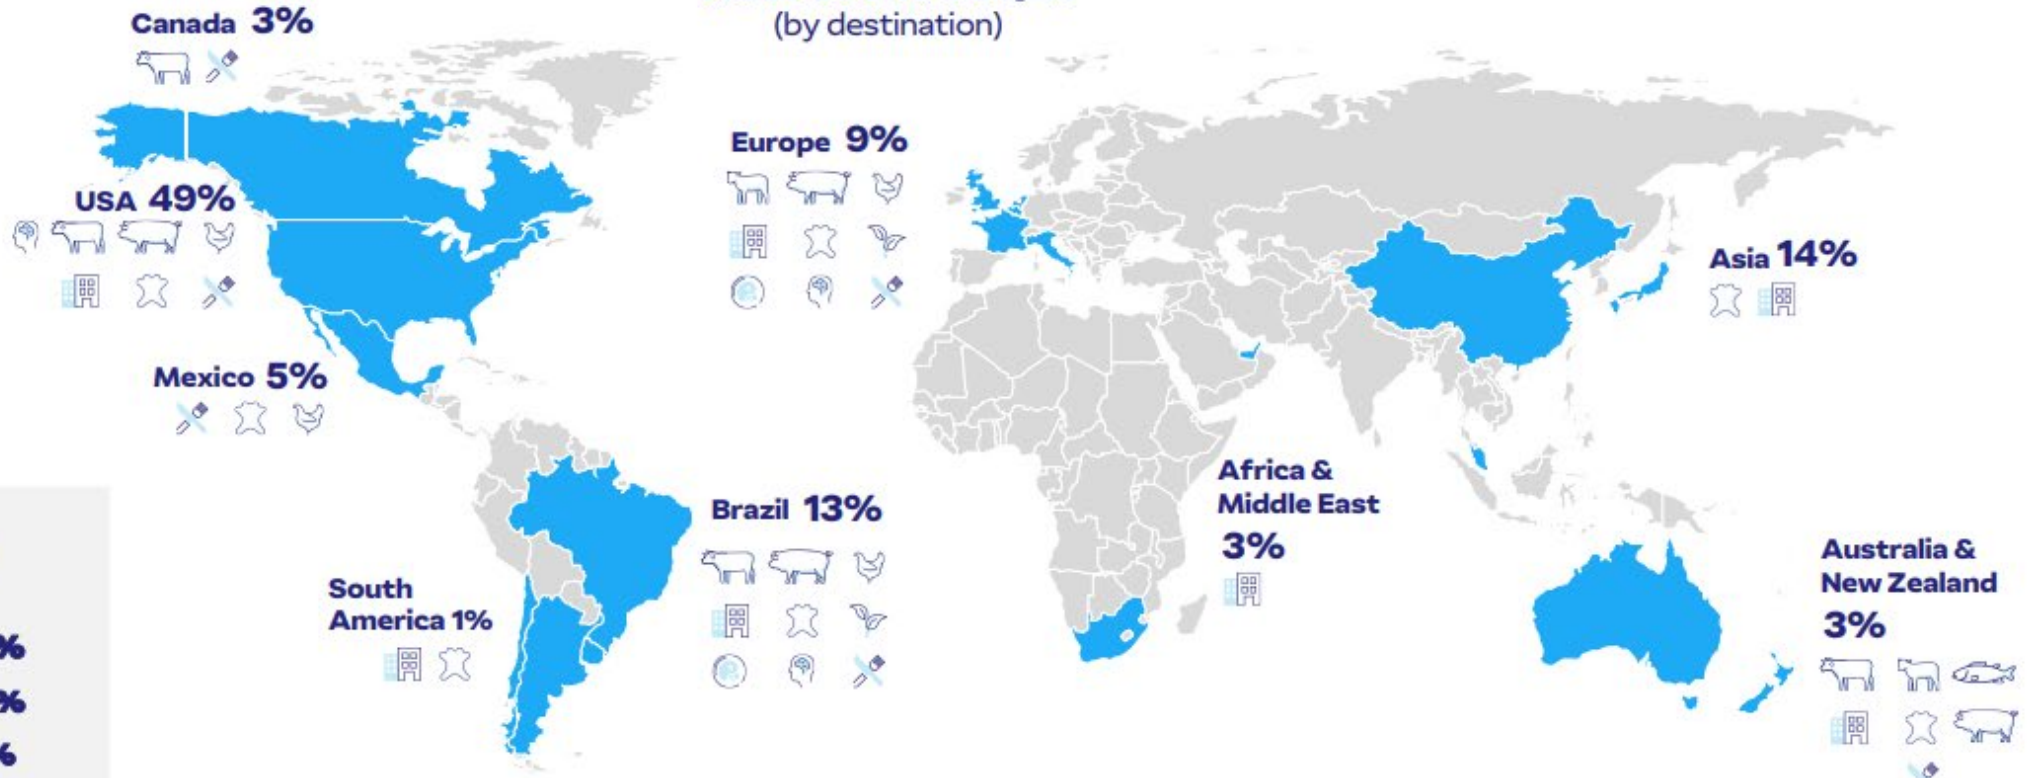 (by destination)
Canada 3%
USA 49%
Mexico 5%
Europe 9%
Asia 14%
Brazil 13%
South
America 1%
Africa &
Middle East
3%
Australia &
New Zealand
3%
%
%
%